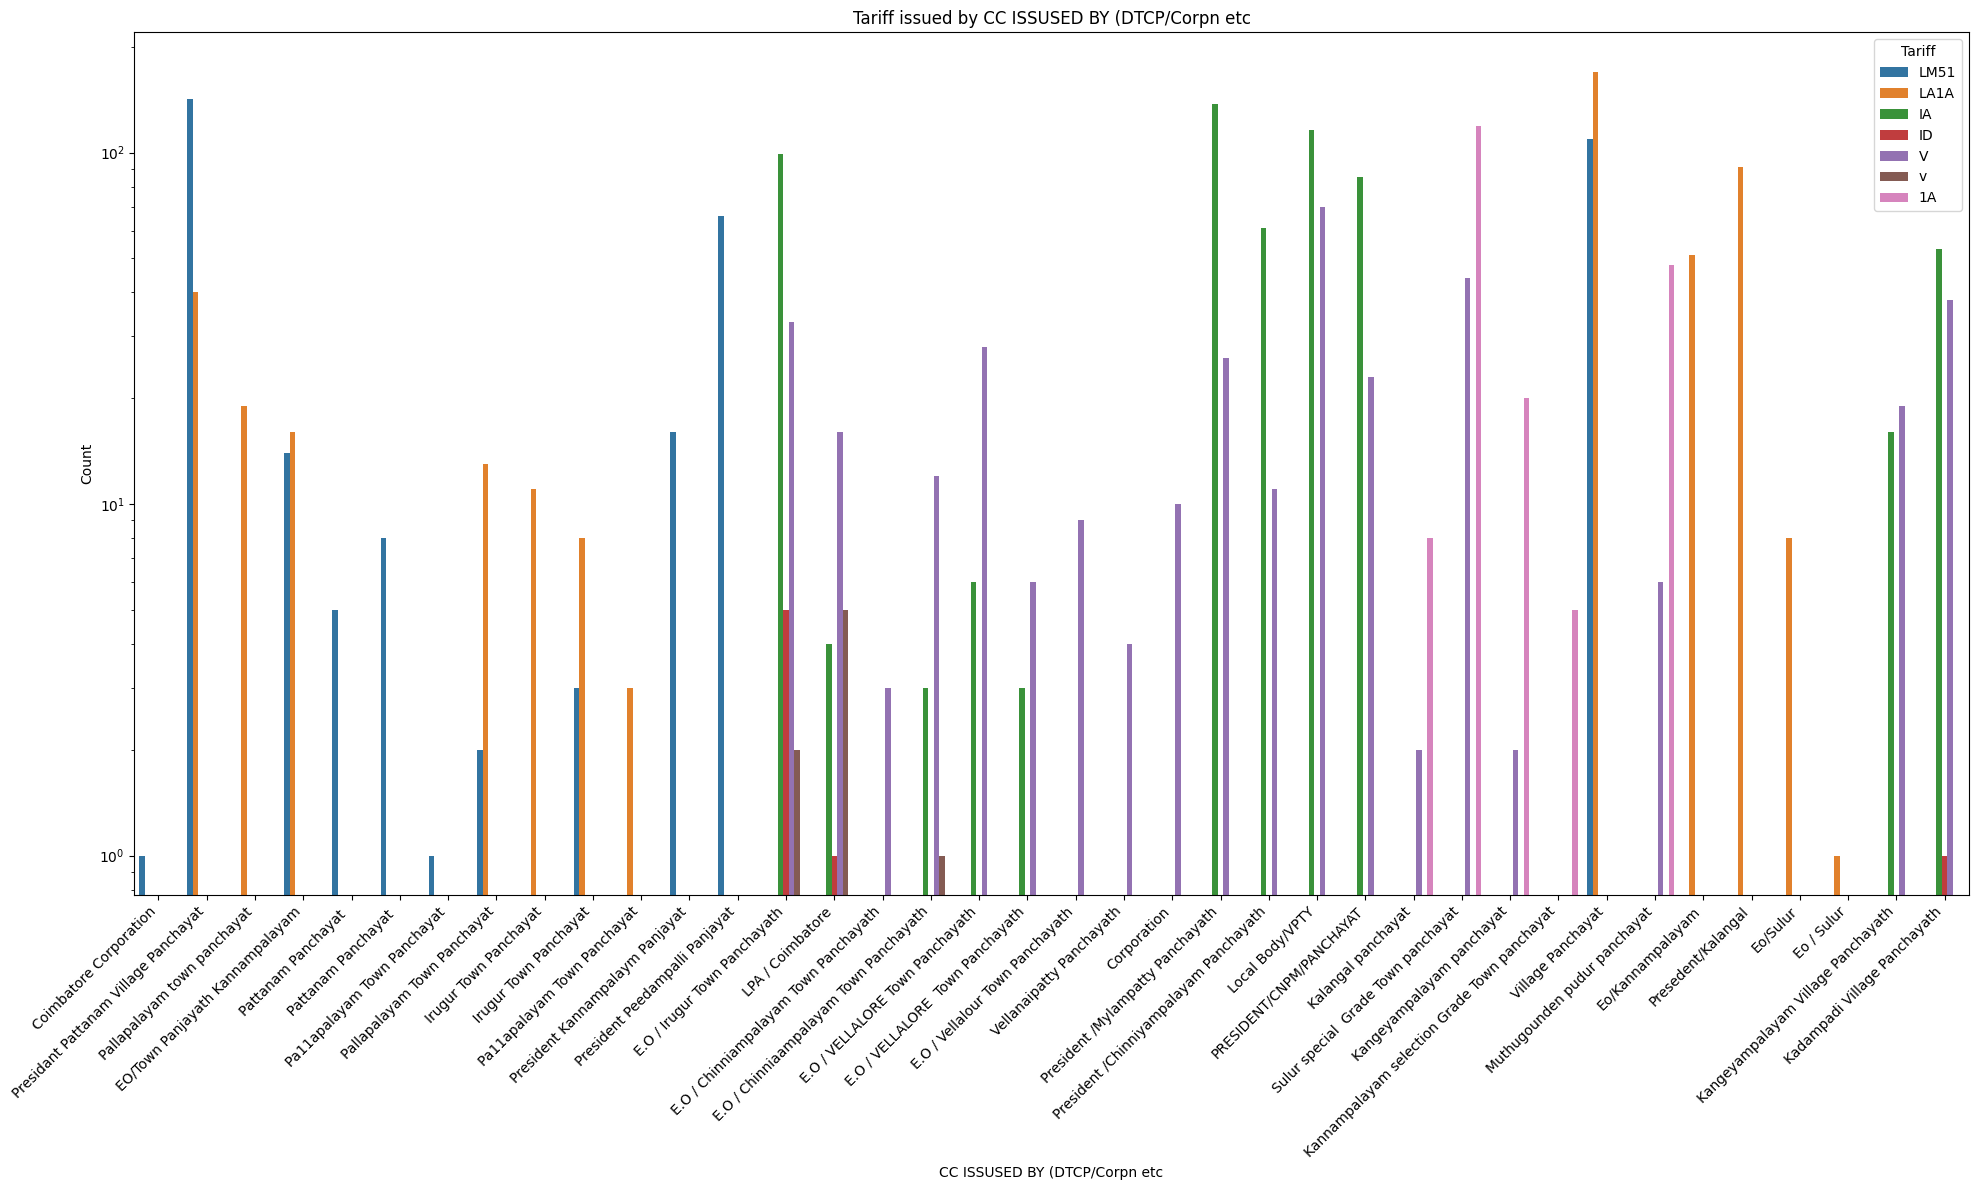 Tariff issued by CC ISSUSED BY (DTCP/Corpn etc
Tariff
LM51
LA1A
IA
ID
V
v
1A
Count
10²
10¹
10⁰
Coimbatore Corporation
Presidant Pattanam Village Panchayat
Pallapalayam town panchayat
EO/Town Panjayath Kannampalayam
Pattanam Panchayat
Pattanam Panchayat
Pa11apalayam Town Panchayat
Pallapalayam Town Panchayat
Irugur Town Panchayat
Irugur Town Panchayat
Pa11apalayam Town Panchayat
President Kannampalaym Panjayat
President Peedampalli Panjayat
E.O / Irugur Town Panchayath
LPA / Coimbatore
E.O / Chinniampalayam Town Panchayath
E.O / Chinniaampalayam Town Panchayath
E.O / VELLALORE Town Panchayath
E.O / VELLALORE  Town Panchayath
E.O / Vellalour Town Panchayath
Vellanaipatty Panchayath
Corporation
President /Mylampatty Panchayath
President /Chinniyampalayam Panchayath
Local Body/VPTY
PRESIDENT/CNPM/PANCHAYAT
Kalangal panchayat
Sulur special  Grade Town panchayat
Kangeyampalayam panchayat
Kannampalayam selection Grade Town panchayat
Village Panchayat
Muthugounden pudur panchayat
Eo/Kannampalayam
Presedent/Kalangal
Eo/Sulur
Eo / Sulur
Kangeyampalayam Village Panchayath
Kadampadi Village Panchayath
CC ISSUSED BY (DTCP/Corpn etc